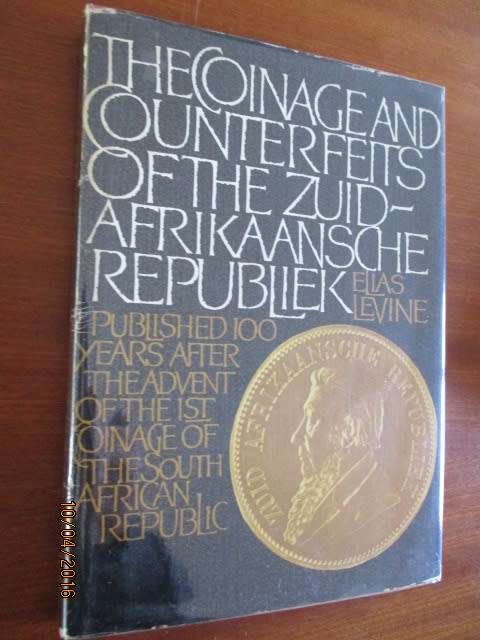 THE COINAGE AND
COUNTERFEITS
OF THE ZUID-
AFRIKAANSCHE
REPUBLIEK
ELIAS
LEVINE
PUBLISHED 100
YEARS AFTER
THE ADVENT
OF THE 1ST
COINAGE OF
THE SOUTH
AFRICAN
REPUBLIC
ZUID AFRIKAANSCHE REPUBLIEK
10/04/2016